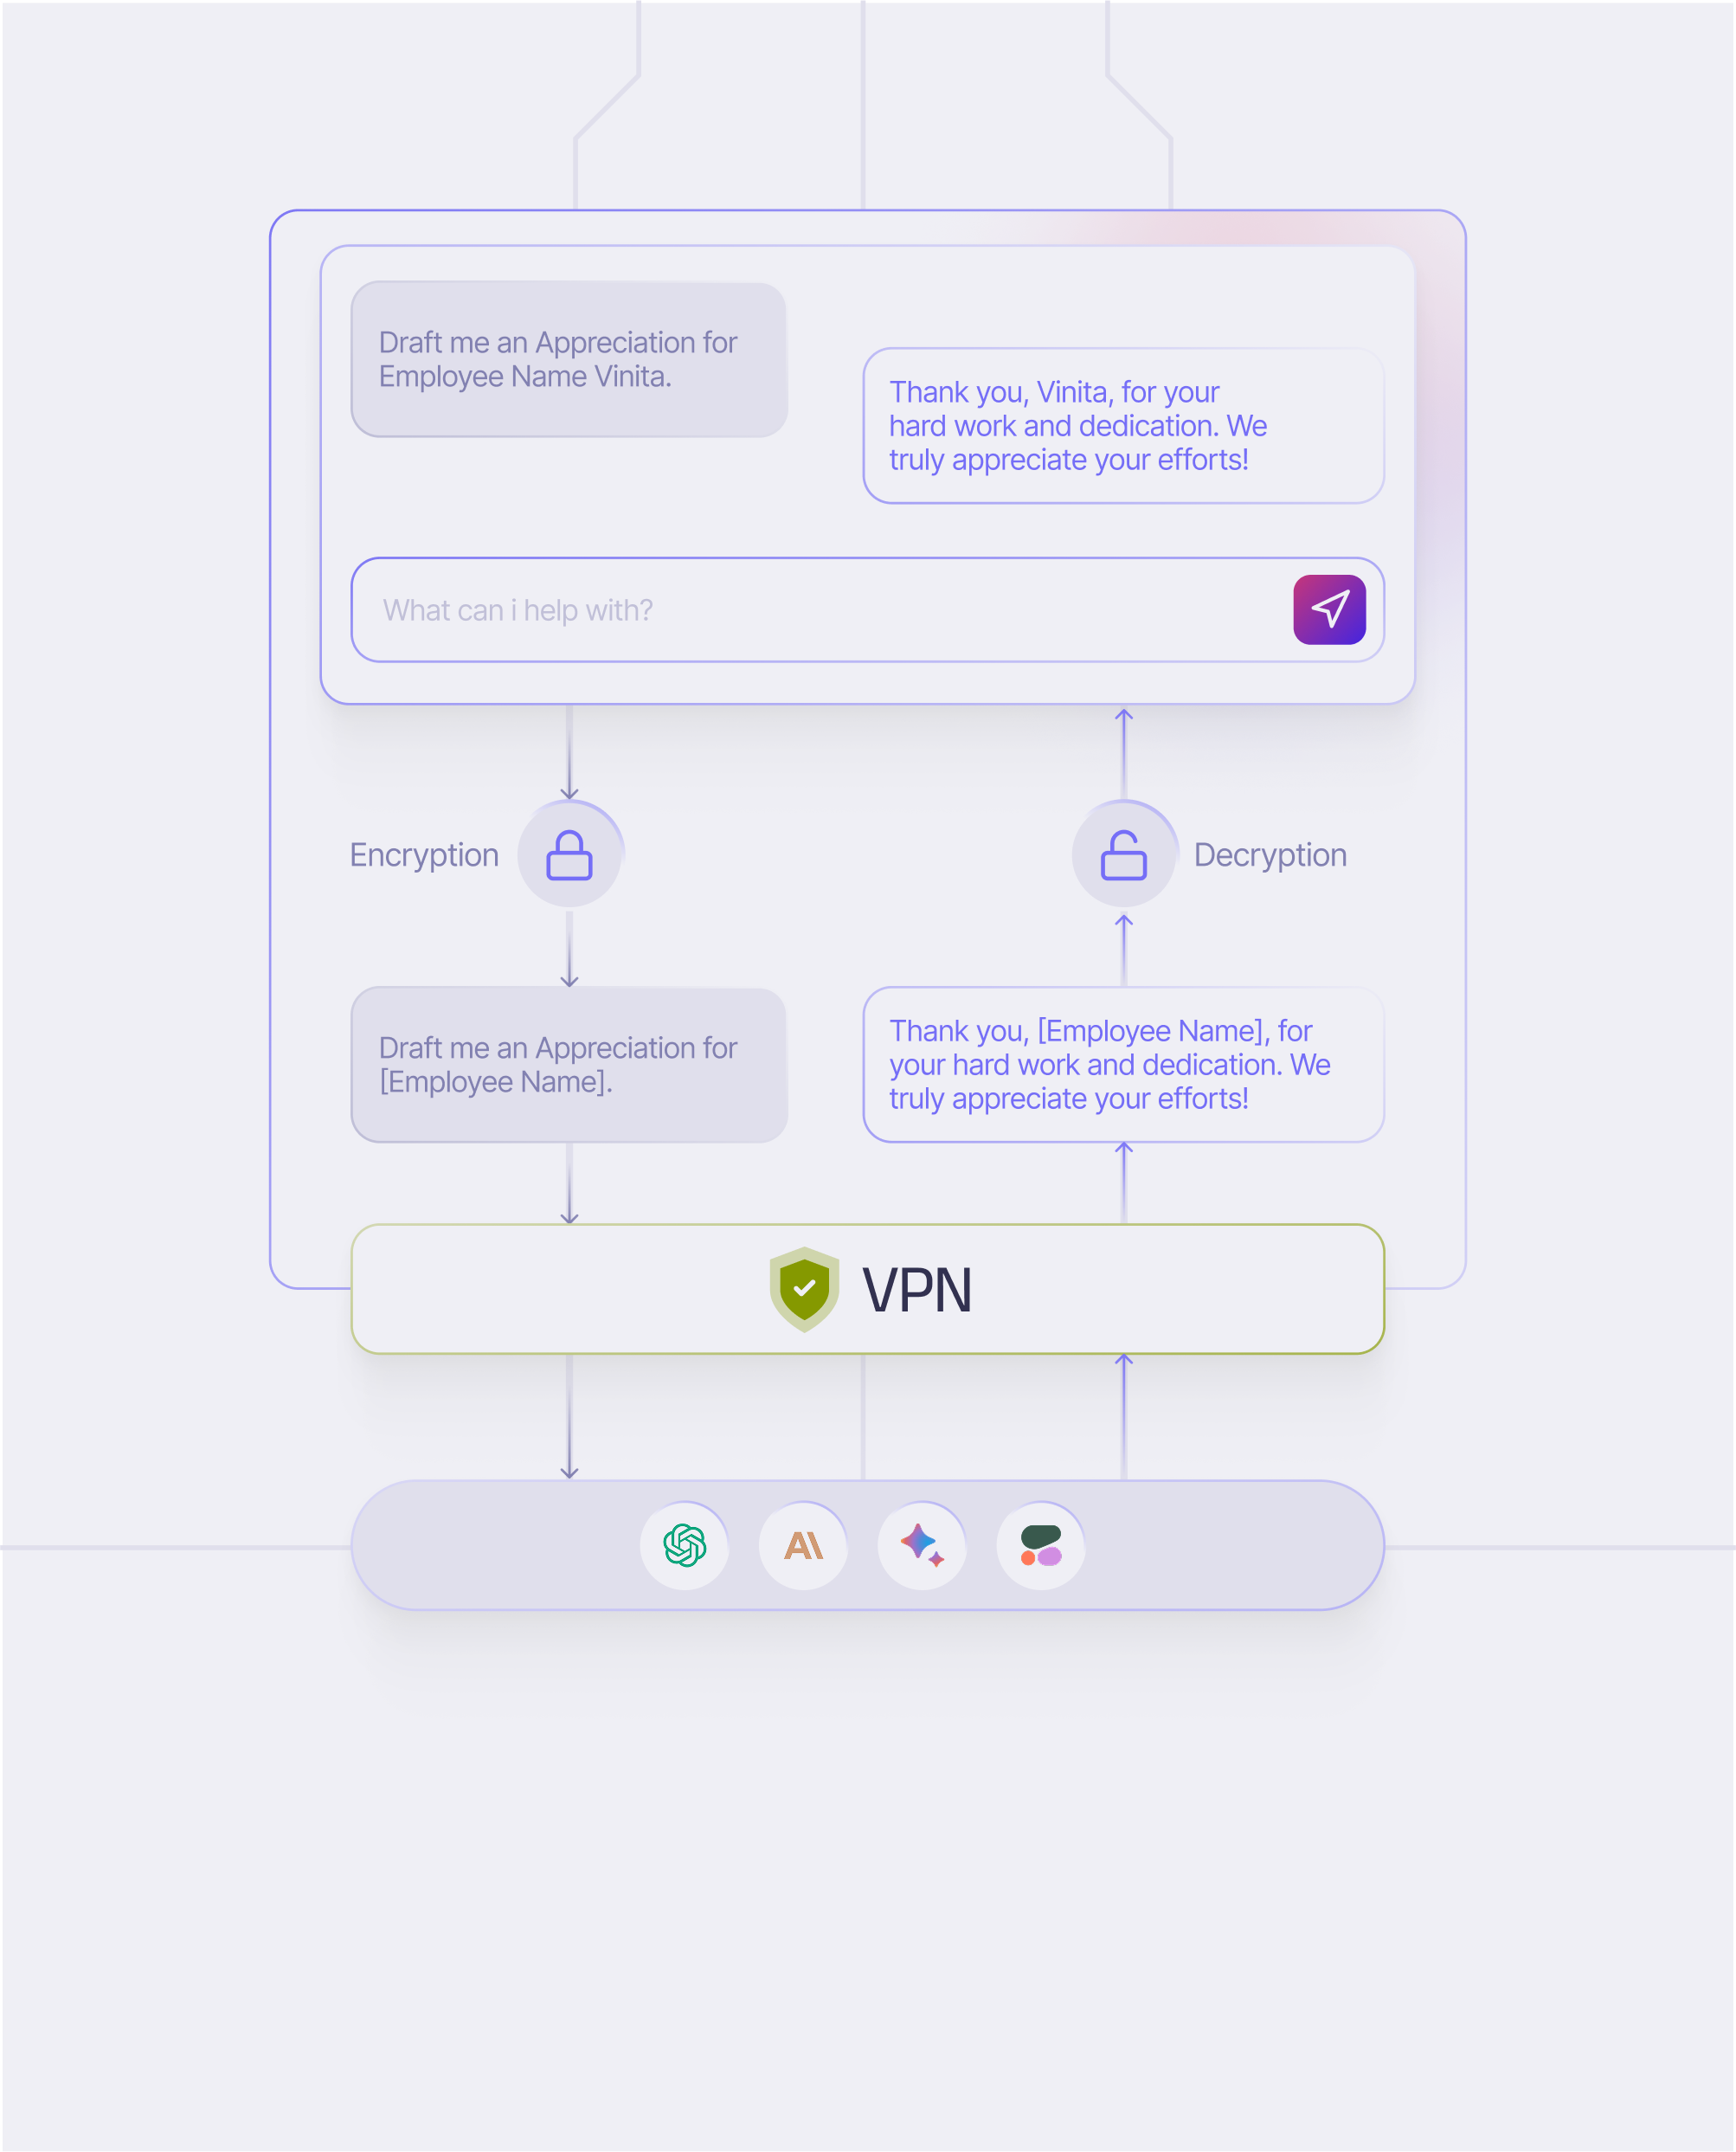 Draft me an Appreciation for
Employee Name Vinita.
Thank you, Vinita, for your
hard work and dedication. We
truly appreciate your efforts!
What can i help with?
Encryption
Decryption
Draft me an Appreciation for
[Employee Name].
Thank you, [Employee Name], for
your hard work and dedication. We
truly appreciate your efforts!
VPN